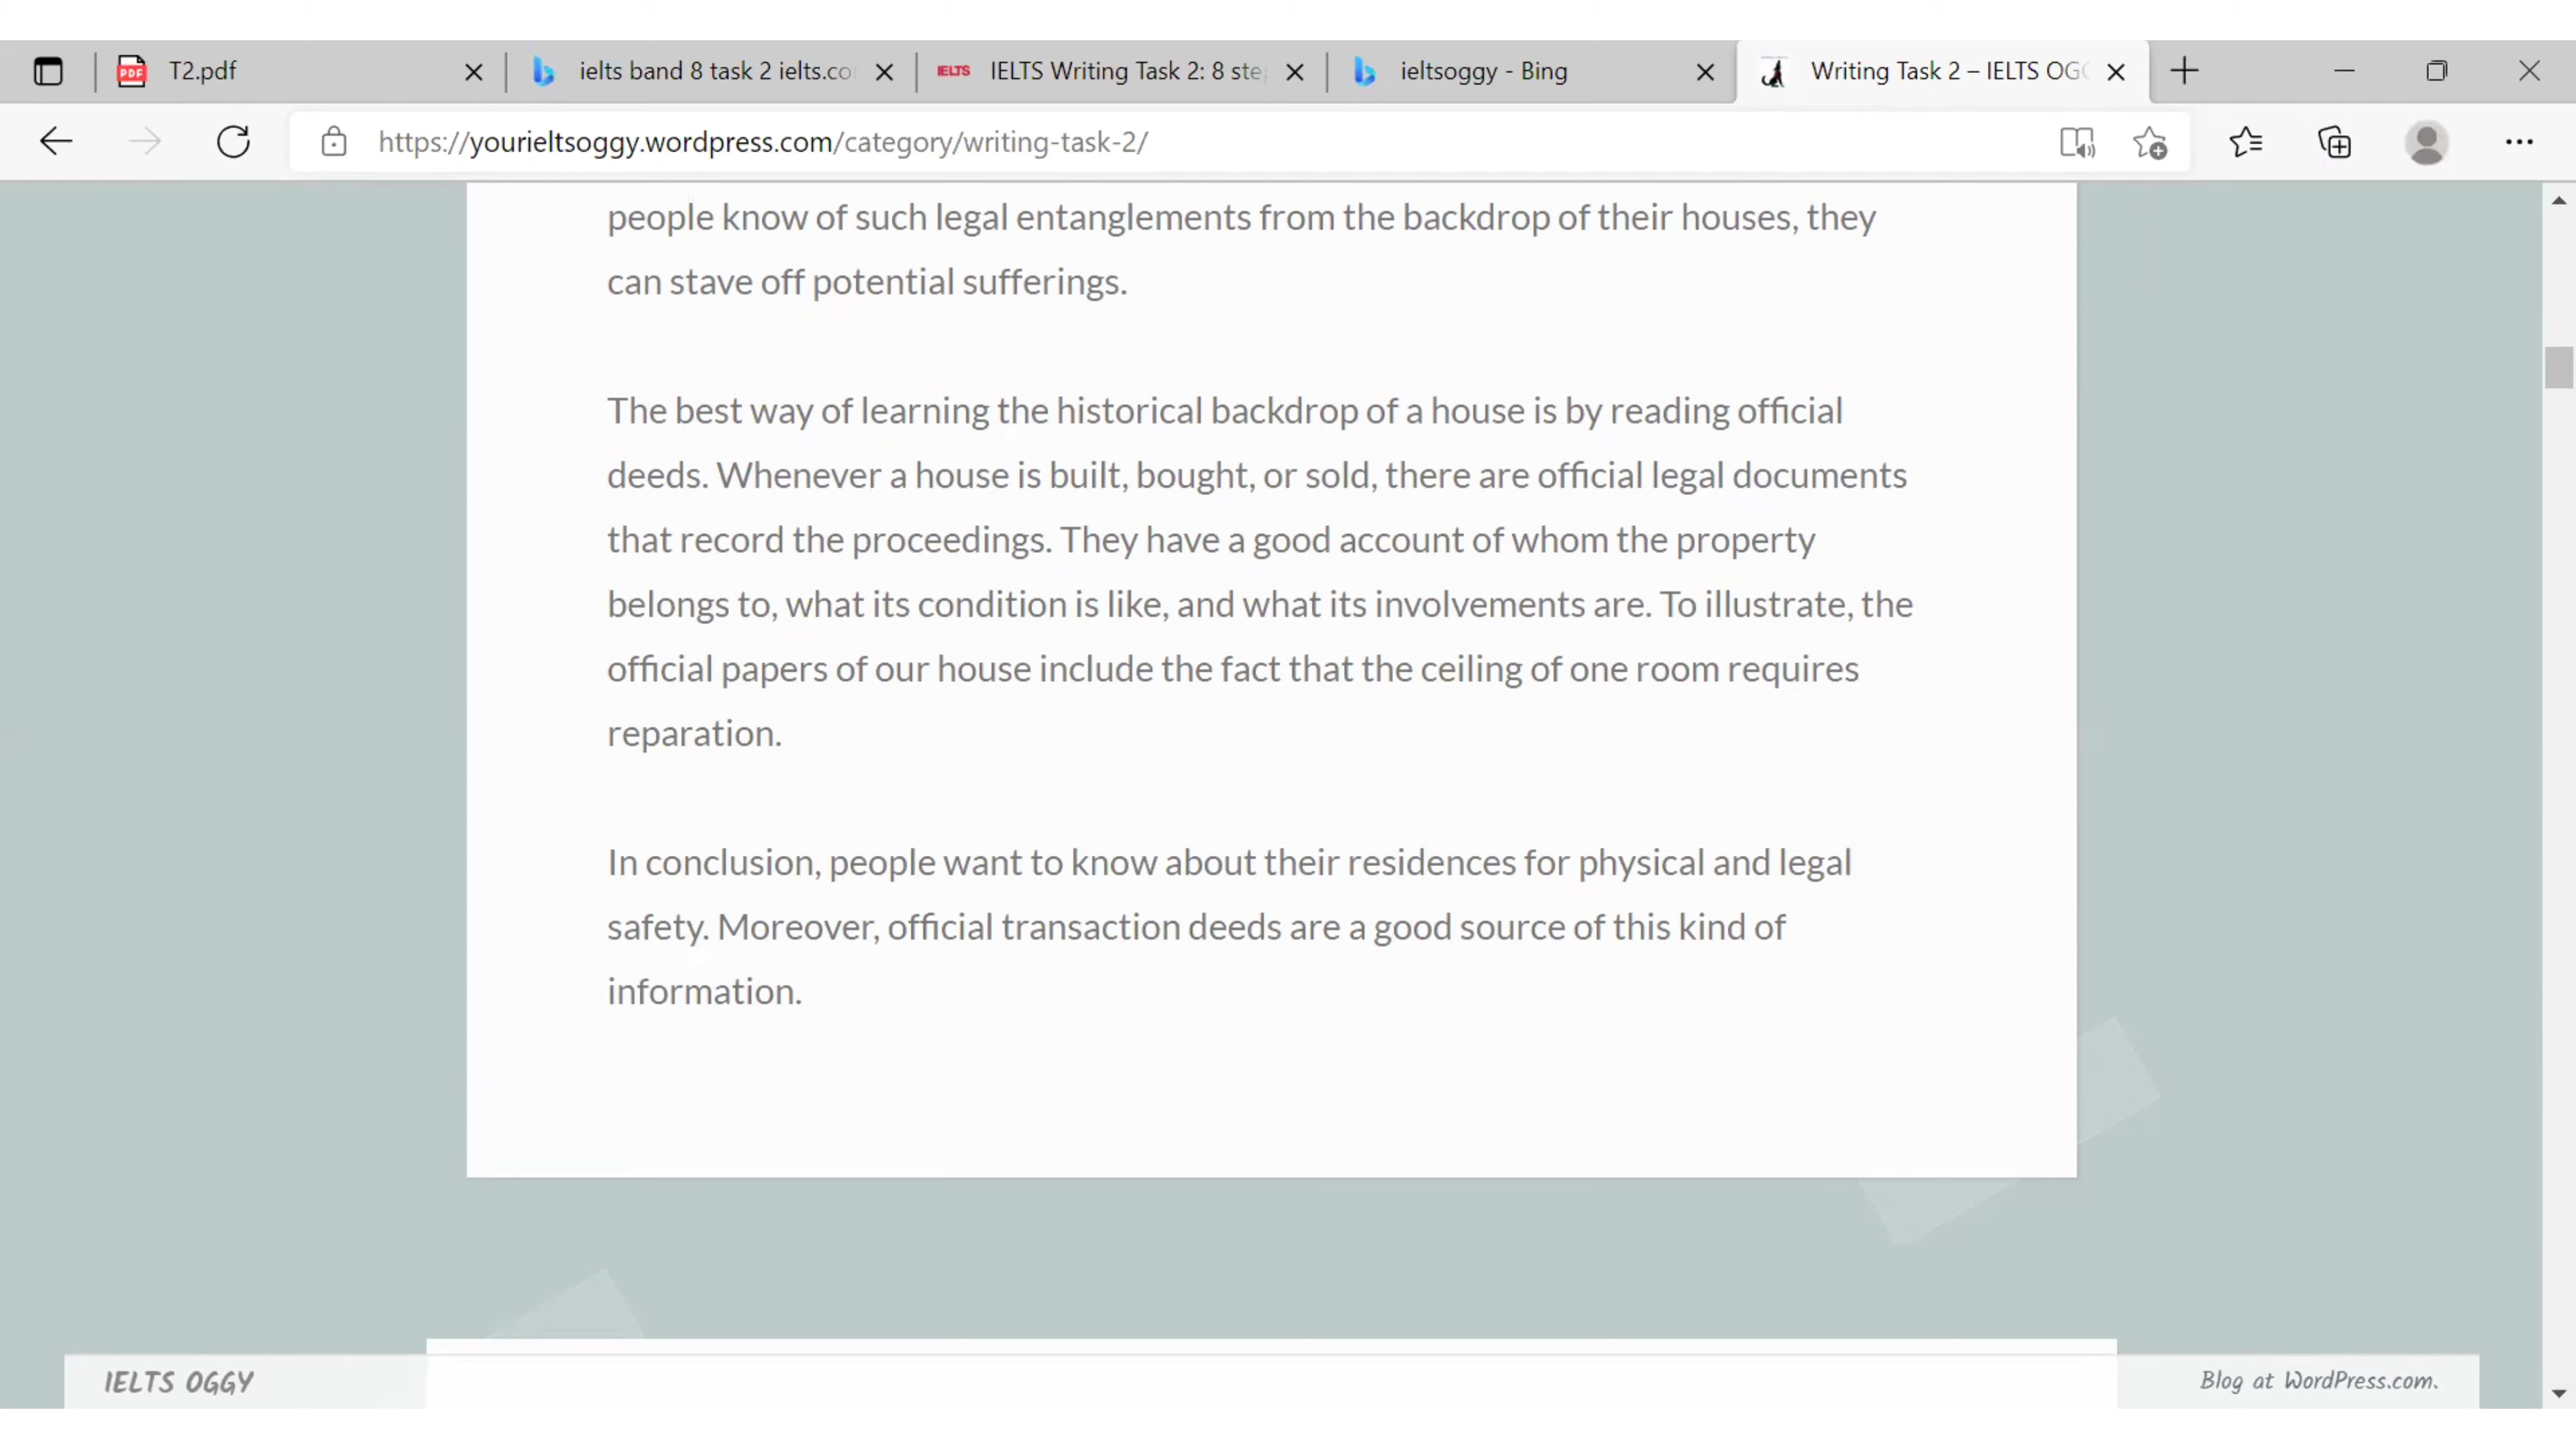 T2.pdf
ielts band 8 task 2 ielts.co
IELTS IELTS Writing Task 2: 8 ste
ieltsoggy - Bing
Writing Task 2 – IELTS OGG
https://yourieltsoggy.wordpress.com/category/writing-task-2/
people know of such legal entanglements from the backdrop of their houses, they
can stave off potential sufferings.
The best way of learning the historical backdrop of a house is by reading official
deeds. Whenever a house is built, bought, or sold, there are official legal documents
that record the proceedings. They have a good account of whom the property
belongs to, what its condition is like, and what its involvements are. To illustrate, the
official papers of our house include the fact that the ceiling of one room requires
reparation.
In conclusion, people want to know about their residences for physical and legal
safety. Moreover, official transaction deeds are a good source of this kind of
information.
IELTS OGGY
Blog at WordPress.com.